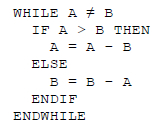 WHILE A ≠ B
IF A > B THEN
A = A - B
ELSE
B = B - A
ENDIF
ENDWHILE